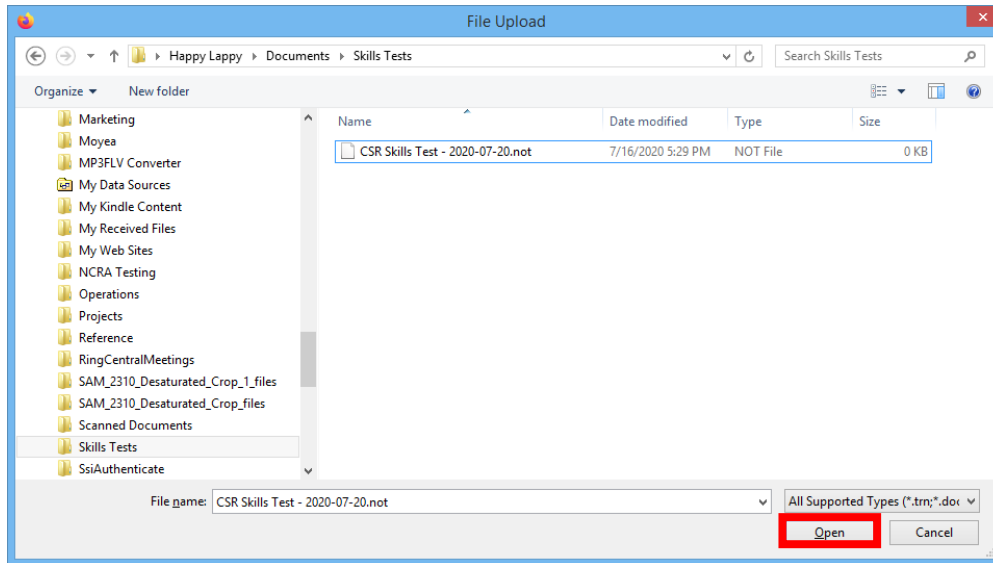 File Upload
Happy Lappy Documents Skills Tests
Search Skills Tests
Organize
New folder
Name
Date modified
Type
Size
CSR Skills Test - 2020-07-20.not
7/16/2020 5:29 PM
NOT File
0 KB
Marketing
Moyea
MP3FLV Converter
My Data Sources
My Kindle Content
My Received Files
My Web Sites
NCRA Testing
Operations
Projects
Reference
RingCentralMeetings
SAM_2310_Desaturated_Crop_1_files
SAM_2310_Desaturated_Crop_files
Scanned Documents
Skills Tests
SsiAuthenticate
File name: CSR Skills Test - 2020-07-20.not
All Supported Types (*.trn;*.doc
Open
Cancel